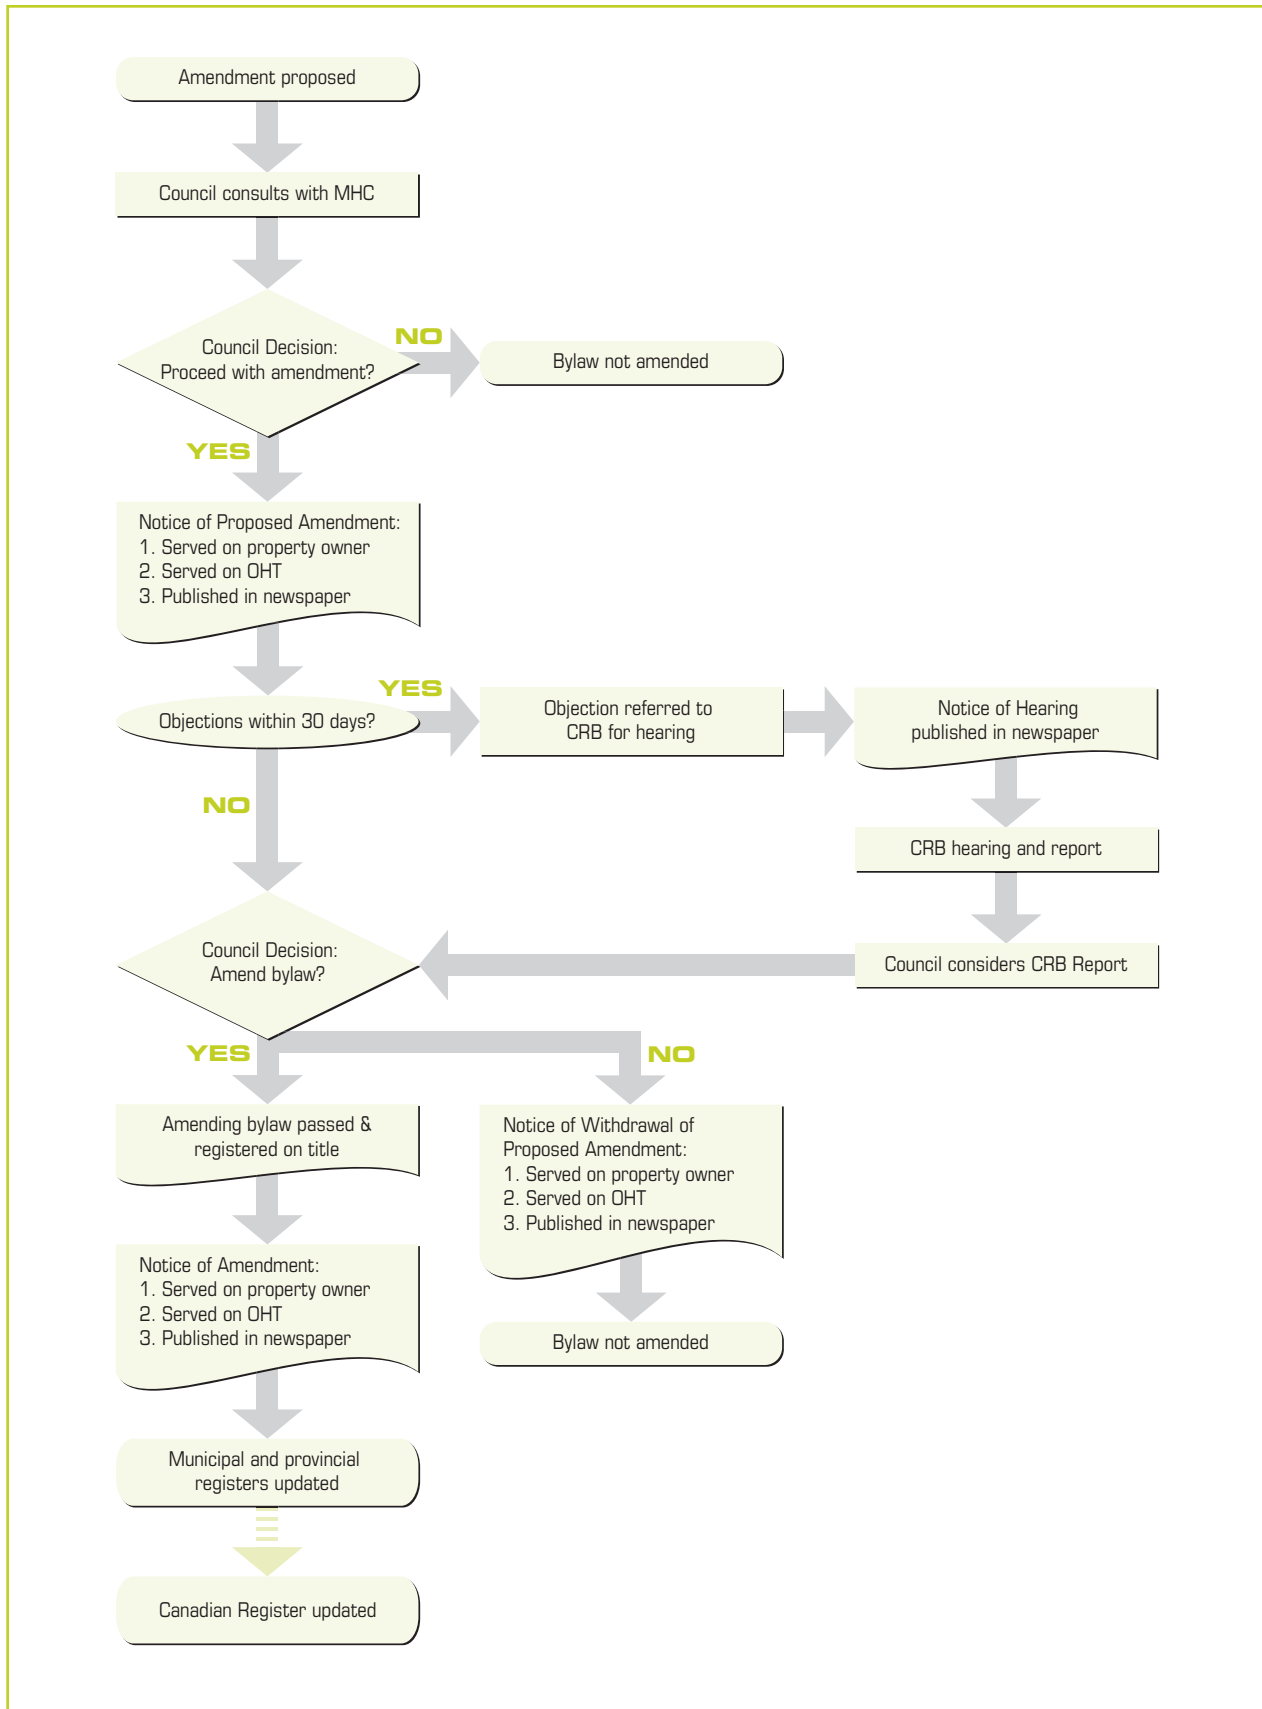 Amendment proposed
Council consults with MHC
Council Decision:
Proceed with amendment?
NO
Bylaw not amended
YES
Notice of Proposed Amendment:
1. Served on property owner
2. Served on OHT
3. Published in newspaper
Objections within 30 days?
YES
Objection referred to
CRB for hearing
Notice of Hearing
published in newspaper
NO
CRB hearing and report
Council considers CRB Report
Council Decision:
Amend bylaw?
YES
NO
Amending bylaw passed &
registered on title
Notice of Withdrawal of
Proposed Amendment:
1. Served on property owner
2. Served on OHT
3. Published in newspaper
Notice of Amendment:
1. Served on property owner
2. Served on OHT
3. Published in newspaper
Bylaw not amended
Municipal and provincial
registers updated
Canadian Register updated